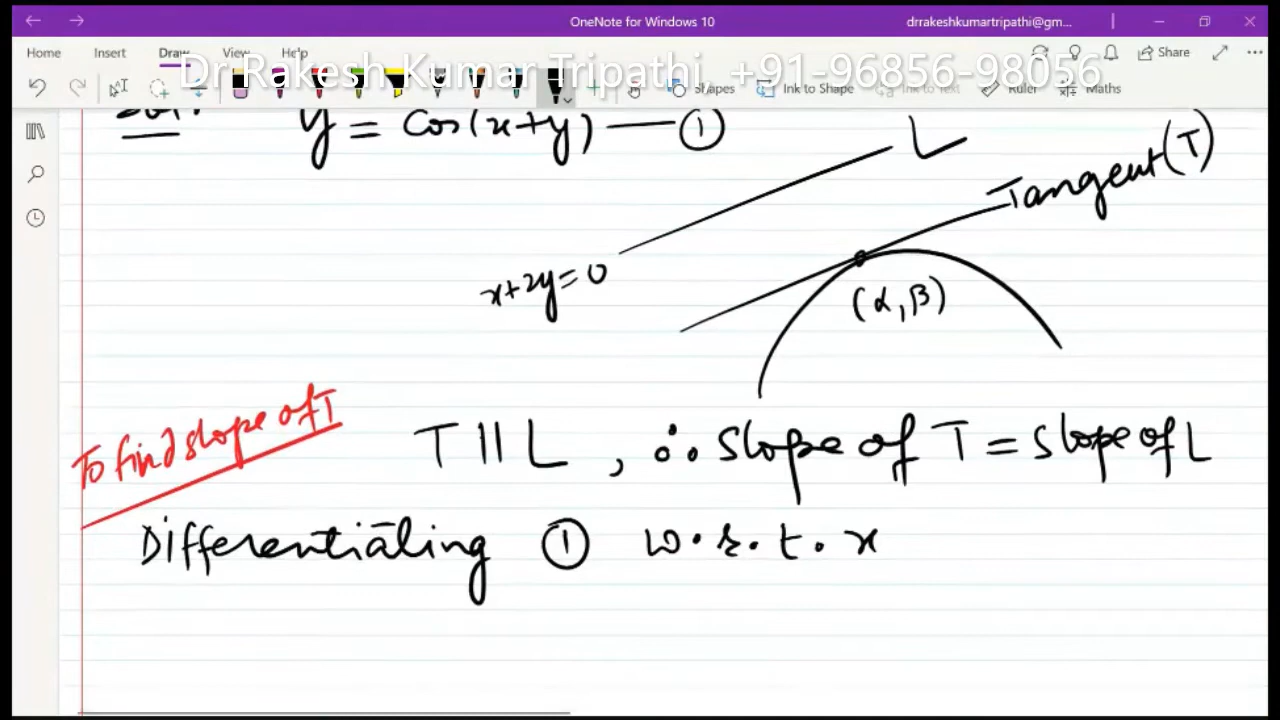 OneNote for Windows 10
drrakeshkumartripathi@gm...
Home Insert Draw View Help
Share
Dr Rakesh Kumar Tripathi +91-96856-98056
Shapes Ink to Shape Ink to Text Ruler Maths
Sol:
y = Cos(x+y) — ①
L
Tangent (T)
x+2y=0
(α, β)
To find slope of T
T || L , ∴ Slope of T = Slope of L
Differentiating ① w.r.t. x